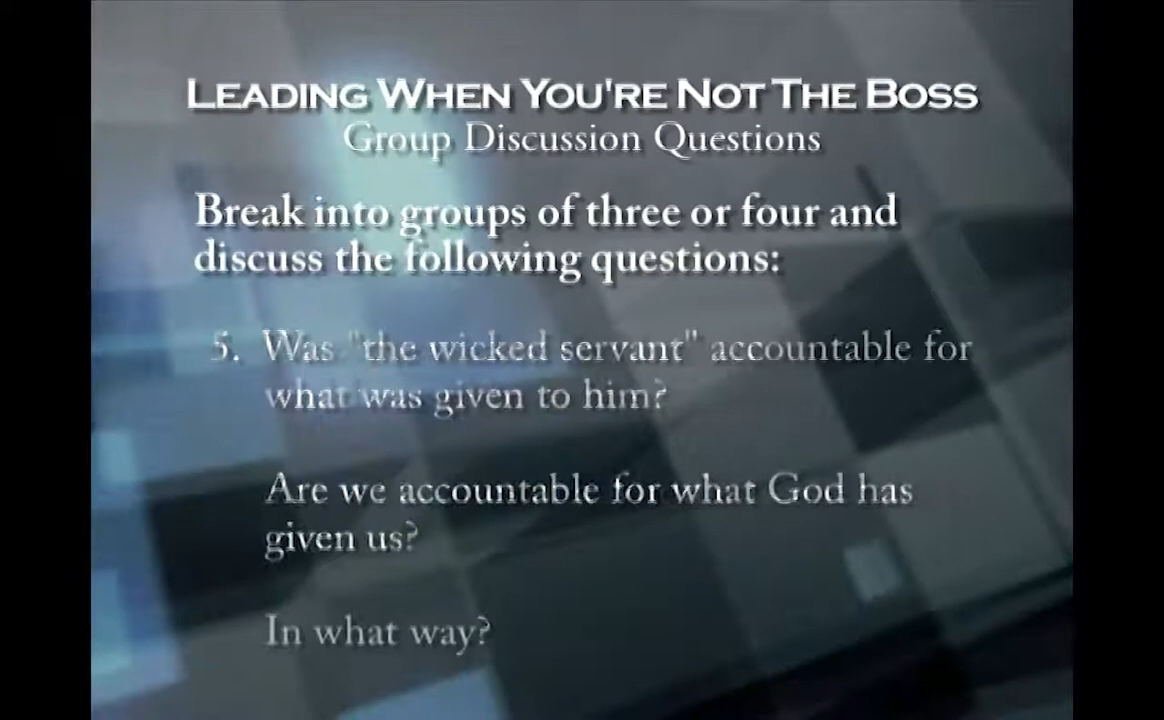 LEADING WHEN YOU'RE NOT THE BOSS
Group Discussion Questions
Break into groups of three or four and
discuss the following questions:
5. Was "the wicked servant" accountable for
what was given to him?
Are we accountable for what God has
given us?
In what way?